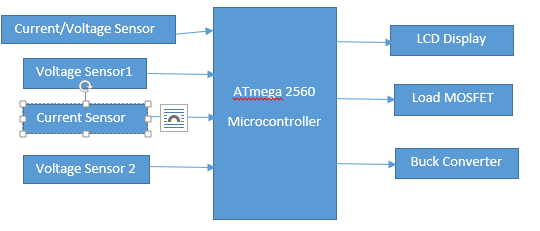 Current/Voltage Sensor
Voltage Sensor1
Current Sensor
Voltage Sensor 2
ATmega 2560
Microcontroller
LCD Display
Load MOSFET
Buck Converter